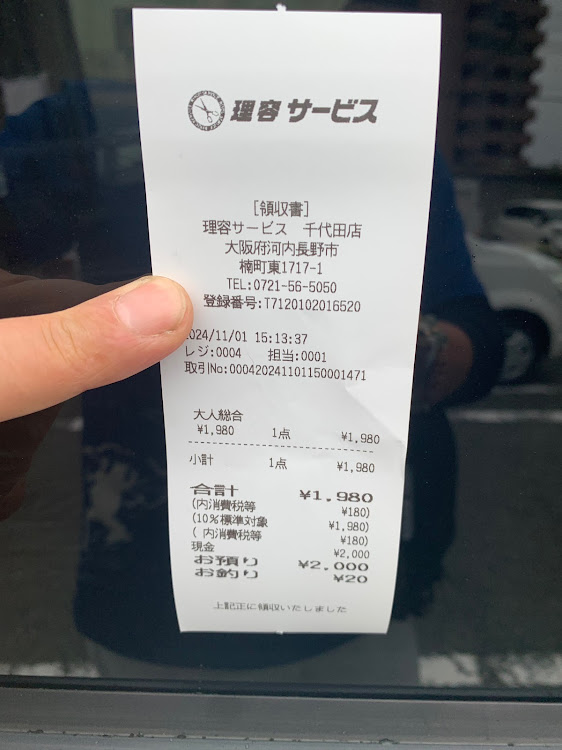 理容サービス
[領収書]
理容サービス 千代田店
大阪府河内長野市
楠町東1717-1
TEL:0721-56-5050
登録番号:T7120102016520
2024/11/01 15:13:37
レジ:0004 担当:0001
取引No:000420241101150001471
大人総合
¥1,980 1点 ¥1,980
小計 1点 ¥1,980
合計 ¥1,980
(内消費税等 ¥180)
(10%標準対象 ¥1,980)
( 内消費税等 ¥180)
現金 ¥2,000
お預り ¥2,000
お釣り ¥20
上記正に領収いたしました